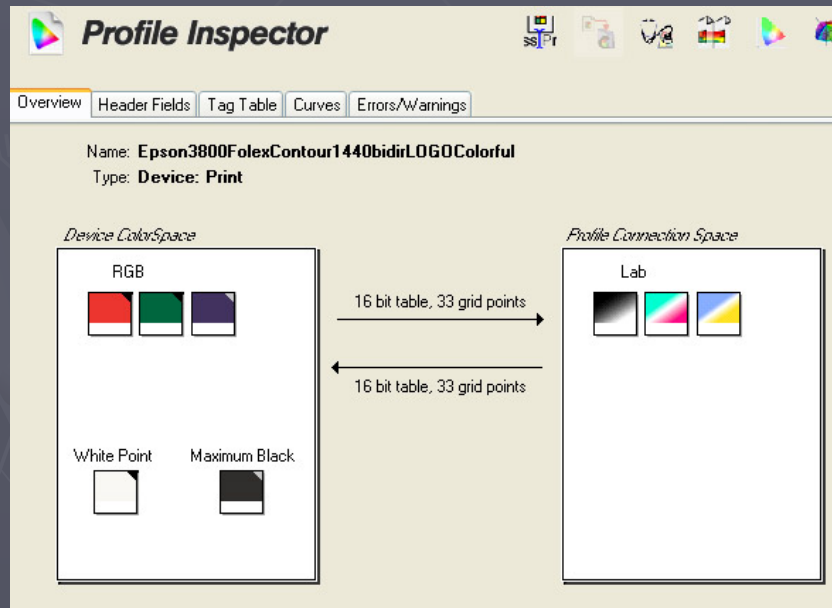 Profile Inspector
Overview Header Fields Tag Table Curves Errors/Warnings
Name: Epson3800FolexContour1440bidirLOGOColorful
Type: Device: Print
Device ColorSpace
Profile Connection Space
RGB
Lab
16 bit table, 33 grid points
16 bit table, 33 grid points
White Point
Maximum Black